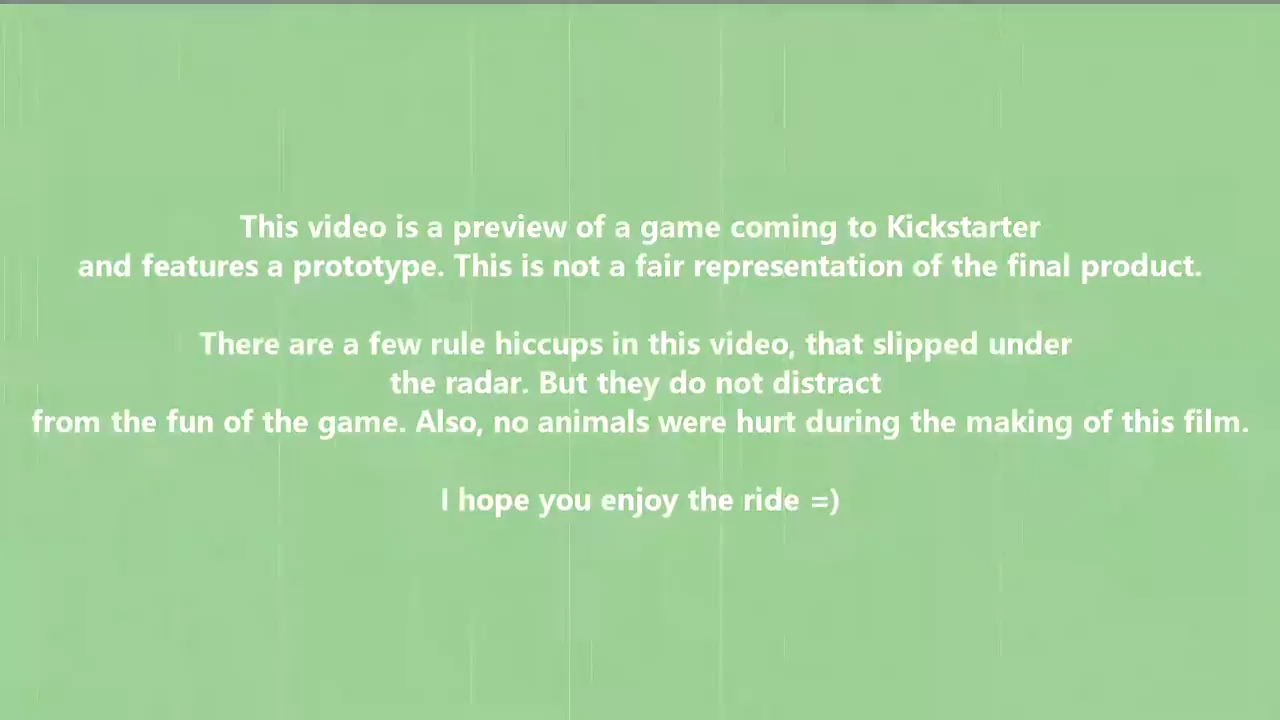 This video is a preview of a game coming to Kickstarter
and features a prototype. This is not a fair representation of the final product.
There are a few rule hiccups in this video, that slipped under
the radar. But they do not distract
from the fun of the game. Also, no animals were hurt during the making of this film.
I hope you enjoy the ride =)